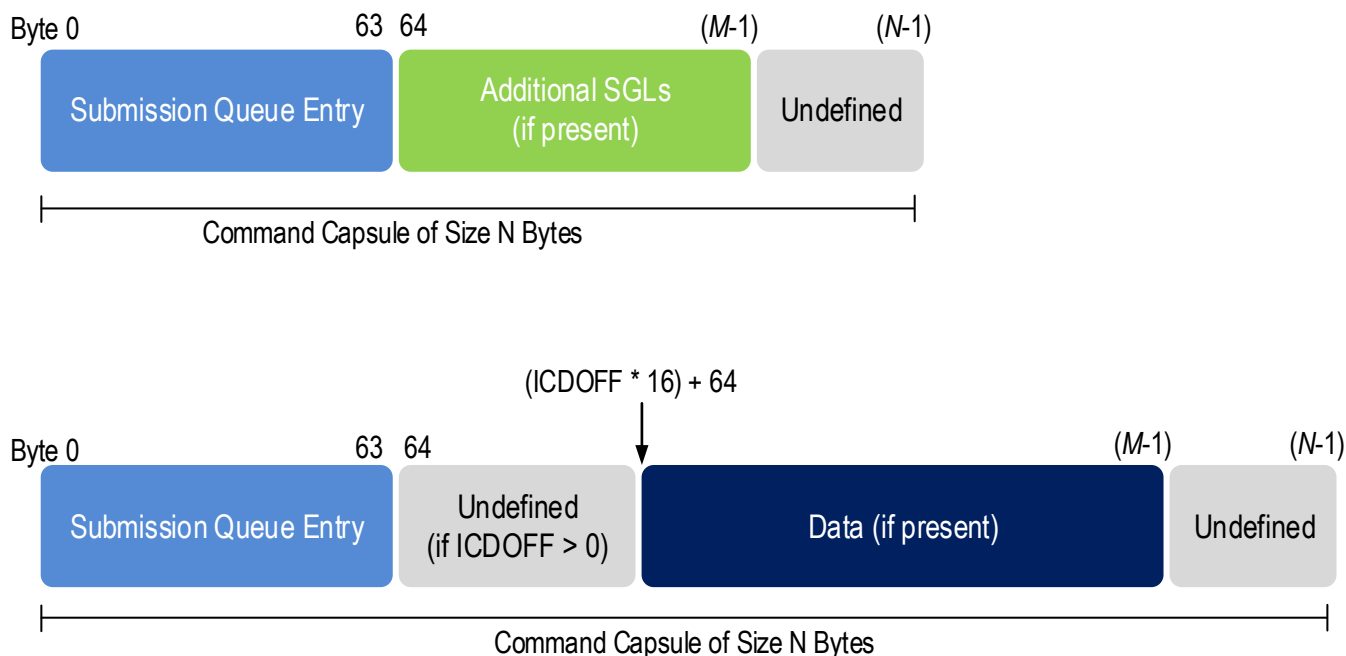 Byte 0 63 64 (M-1) (N-1)
Submission Queue Entry
Additional SGLs
(if present)
Undefined
Command Capsule of Size N Bytes
(ICDOFF * 16) + 64
Byte 0 63 64 (M-1) (N-1)
Submission Queue Entry
Undefined
(if ICDOFF > 0)
Data (if present)
Undefined
Command Capsule of Size N Bytes